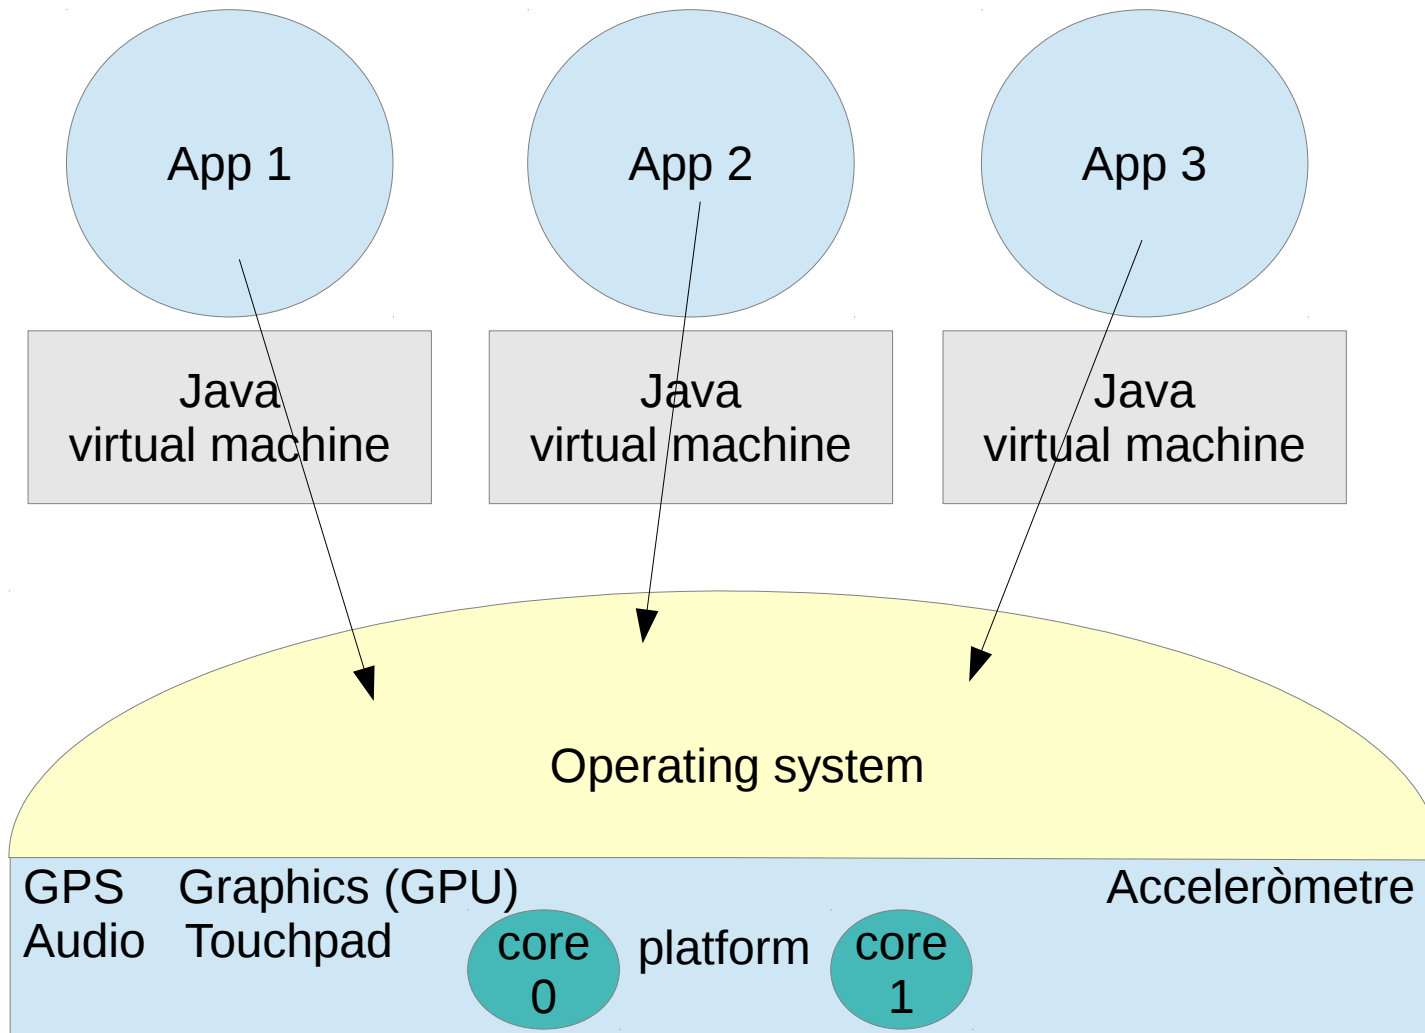 App 1
App 2
App 3
Java
virtual machine
Java
virtual machine
Java
virtual machine
Operating system
GPS Graphics (GPU)
Acceleròmetre
Audio Touchpad
core
0
platform
core
1